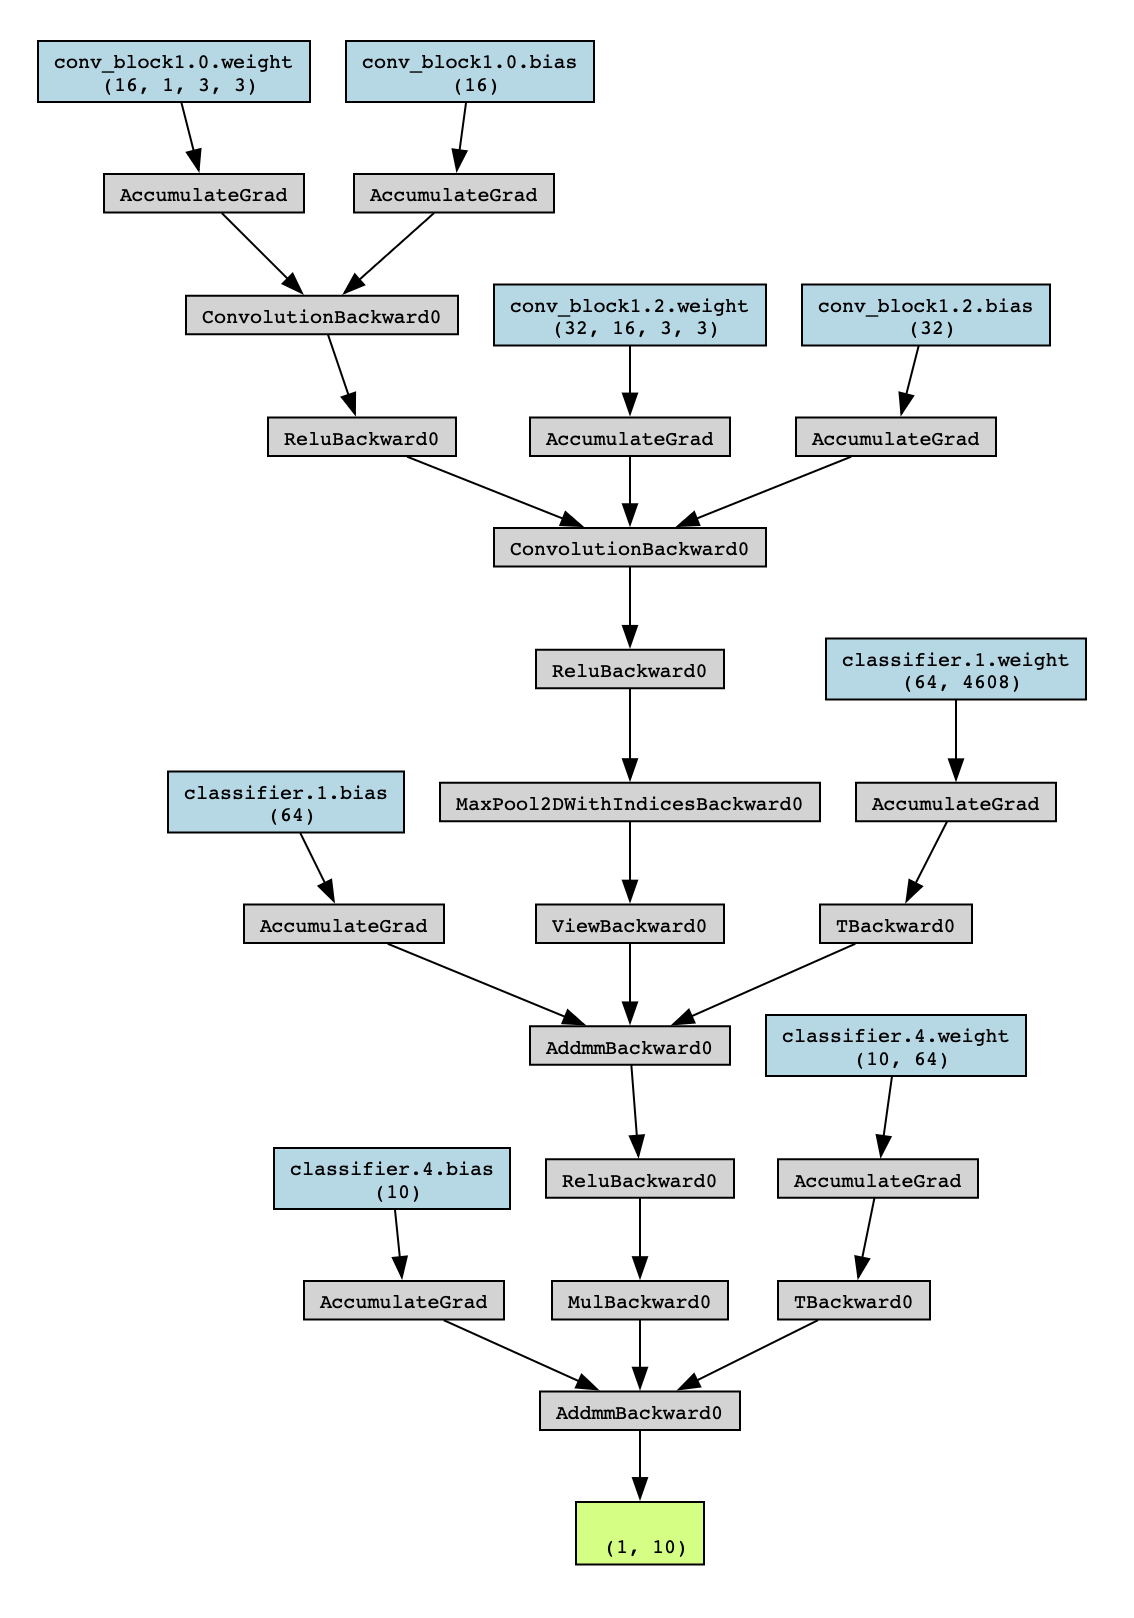 conv_block1.0.weight
(16, 1, 3, 3)
conv_block1.0.bias
(16)
AccumulateGrad
AccumulateGrad
ConvolutionBackward0
conv_block1.2.weight
(32, 16, 3, 3)
conv_block1.2.bias
(32)
ReluBackward0
AccumulateGrad
AccumulateGrad
ConvolutionBackward0
ReluBackward0
classifier.1.weight
(64, 4608)
classifier.1.bias
(64)
MaxPool2DWithIndicesBackward0
AccumulateGrad
AccumulateGrad
ViewBackward0
TBackward0
AddmmBackward0
classifier.4.weight
(10, 64)
classifier.4.bias
(10)
ReluBackward0
AccumulateGrad
AccumulateGrad
MulBackward0
TBackward0
AddmmBackward0
(1, 10)